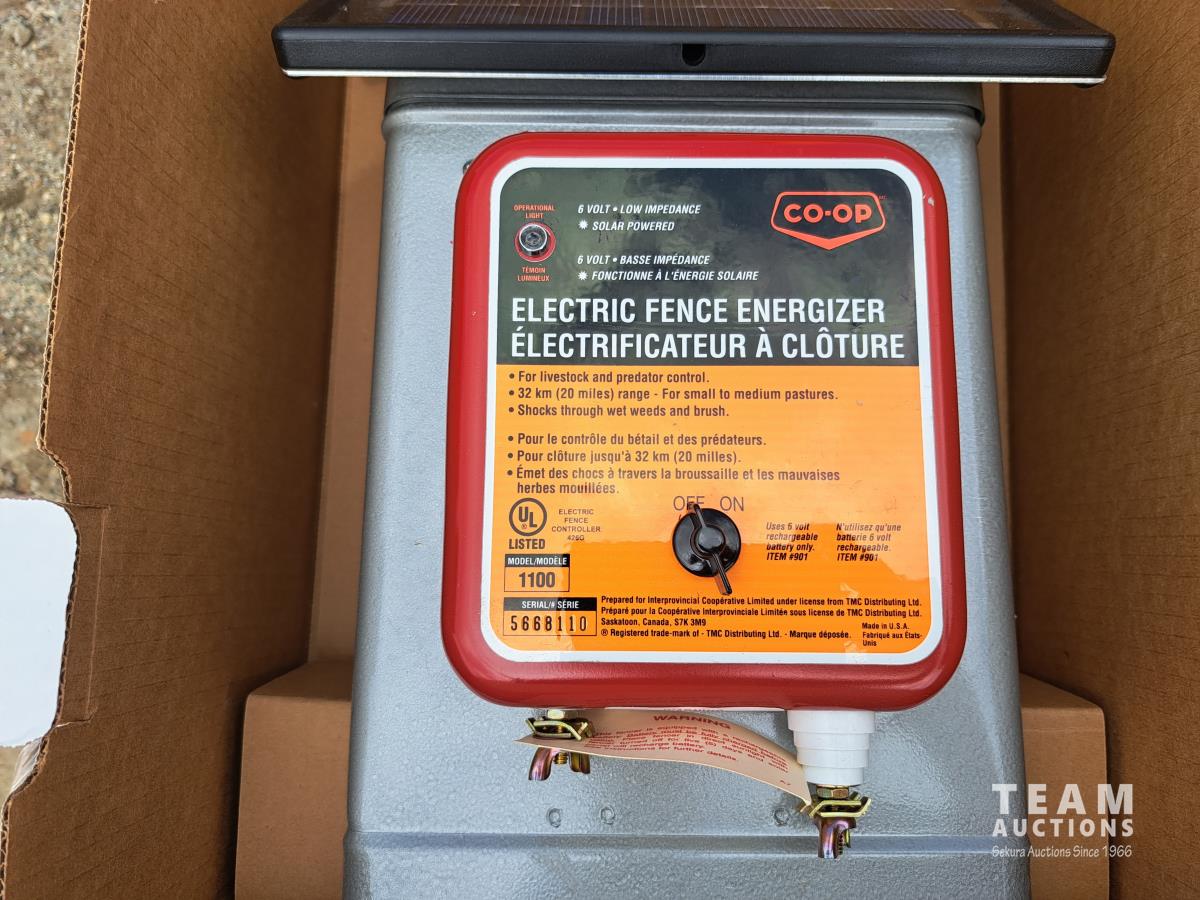 OPERATIONAL
LIGHT
TÉMOIN
LUMINEUX
6 VOLT • LOW IMPEDANCE
✷ SOLAR POWERED
6 VOLT • BASSE IMPÉDANCE
✷ FONCTIONNE À L'ÉNERGIE SOLAIRE
CO-OP
ELECTRIC FENCE ENERGIZER
ÉLECTRIFICATEUR À CLÔTURE
• For livestock and predator control.
• 32 km (20 miles) range - For small to medium pastures.
• Shocks through wet weeds and brush.
• Pour le contrôle du bétail et des prédateurs.
• Pour clôture jusqu'à 32 km (20 milles).
• Émet des chocs à travers la broussaille et les mauvaises
herbes mouillées.
OFF ON
UL ®
LISTED
ELECTRIC
FENCE
CONTROLLER
426G
Uses 6 volt
rechargeable
battery only.
ITEM #901
N'utilisez qu'une
batterie 6 volt
rechargeable.
ITEM #901
MODEL/MODÈLE
1100
SERIAL/# SÉRIE
5668110
Prepared for Interprovincial Coopérative Limited under license from TMC Distributing Ltd.
Préparé pour la Coopérative Interprovinciale Limitée sous license de TMC Distributing Ltd.
Saskatoon, Canada, S7K 3M9
® Registered trade-mark of - TMC Distributing Ltd. - Marque déposée.
Made in U.S.A.
Fabriqué aux États-
Unis
WARNING
TEAM
AUCTIONS
Sekura Auctions Since 1966